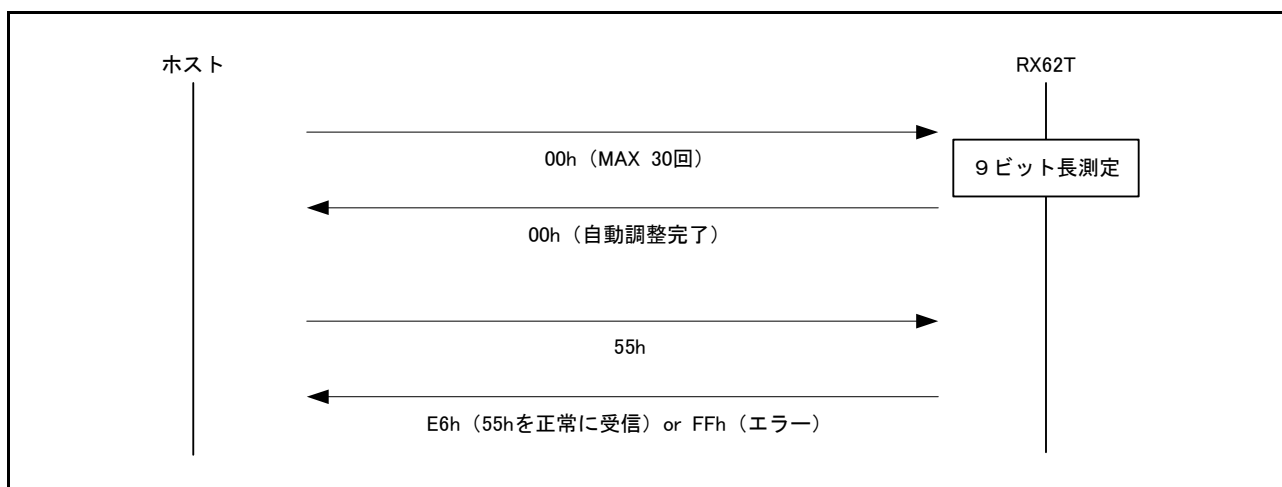 ホスト
RX62T
00h（MAX 30回）
９ビット長測定
00h（自動調整完了）
55h
E6h（55hを正常に受信）or FFh（エラー）